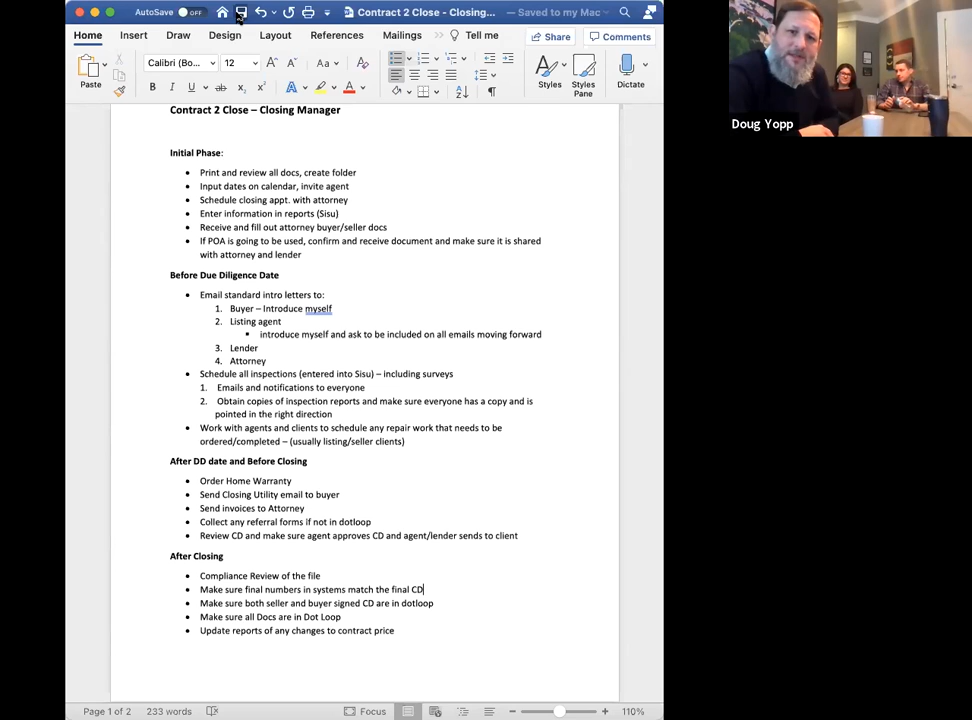 AutoSave OFF Contract 2 Close - Closing... — Saved to my Mac
Home Insert Draw Design Layout References Mailings Tell me Share Comments
Calibri (Bo... 12 Aa
Paste B I U ab x₂ x² A A Styles Styles Pane Dictate
Doug Yopp
Contract 2 Close – Closing Manager
Initial Phase:
• Print and review all docs, create folder
• Input dates on calendar, invite agent
• Schedule closing appt. with attorney
• Enter information in reports (Sisu)
• Receive and fill out attorney buyer/seller docs
• If POA is going to be used, confirm and receive document and make sure it is shared
with attorney and lender
Before Due Diligence Date
• Email standard intro letters to:
1. Buyer – Introduce myself
2. Listing agent
▪ introduce myself and ask to be included on all emails moving forward
3. Lender
4. Attorney
• Schedule all inspections (entered into Sisu) – including surveys
1. Emails and notifications to everyone
2. Obtain copies of inspection reports and make sure everyone has a copy and is
pointed in the right direction
• Work with agents and clients to schedule any repair work that needs to be
ordered/completed – (usually listing/seller clients)
After DD date and Before Closing
• Order Home Warranty
• Send Closing Utility email to buyer
• Send invoices to Attorney
• Collect any referral forms if not in dotloop
• Review CD and make sure agent approves CD and agent/lender sends to client
After Closing
• Compliance Review of the file
• Make sure final numbers in systems match the final CD
• Make sure both seller and buyer signed CD are in dotloop
• Make sure all Docs are in Dot Loop
• Update reports of any changes to contract price
Page 1 of 2 233 words Focus 110%